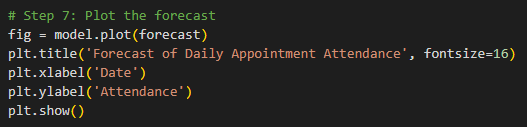 # Step 7: Plot the forecast
fig = model.plot(forecast)
plt.title('Forecast of Daily Appointment Attendance', fontsize=16)
plt.xlabel('Date')
plt.ylabel('Attendance')
plt.show()